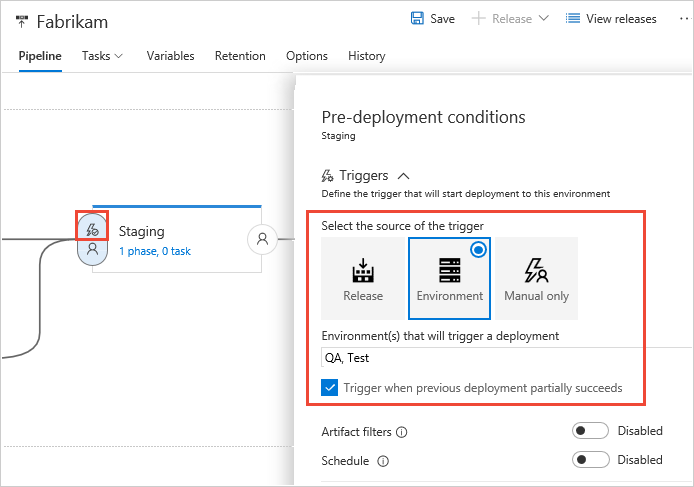 Fabrikam
Save
Release
View releases
Pipeline Tasks Variables Retention Options History
Pre-deployment conditions
Staging
Triggers
Define the trigger that will start deployment to this environment
Select the source of the trigger
Release Environment Manual only
Environment(s) that will trigger a deployment
QA, Test
Trigger when previous deployment partially succeeds
Artifact filters Disabled
Schedule Disabled
Staging
1 phase, 0 task